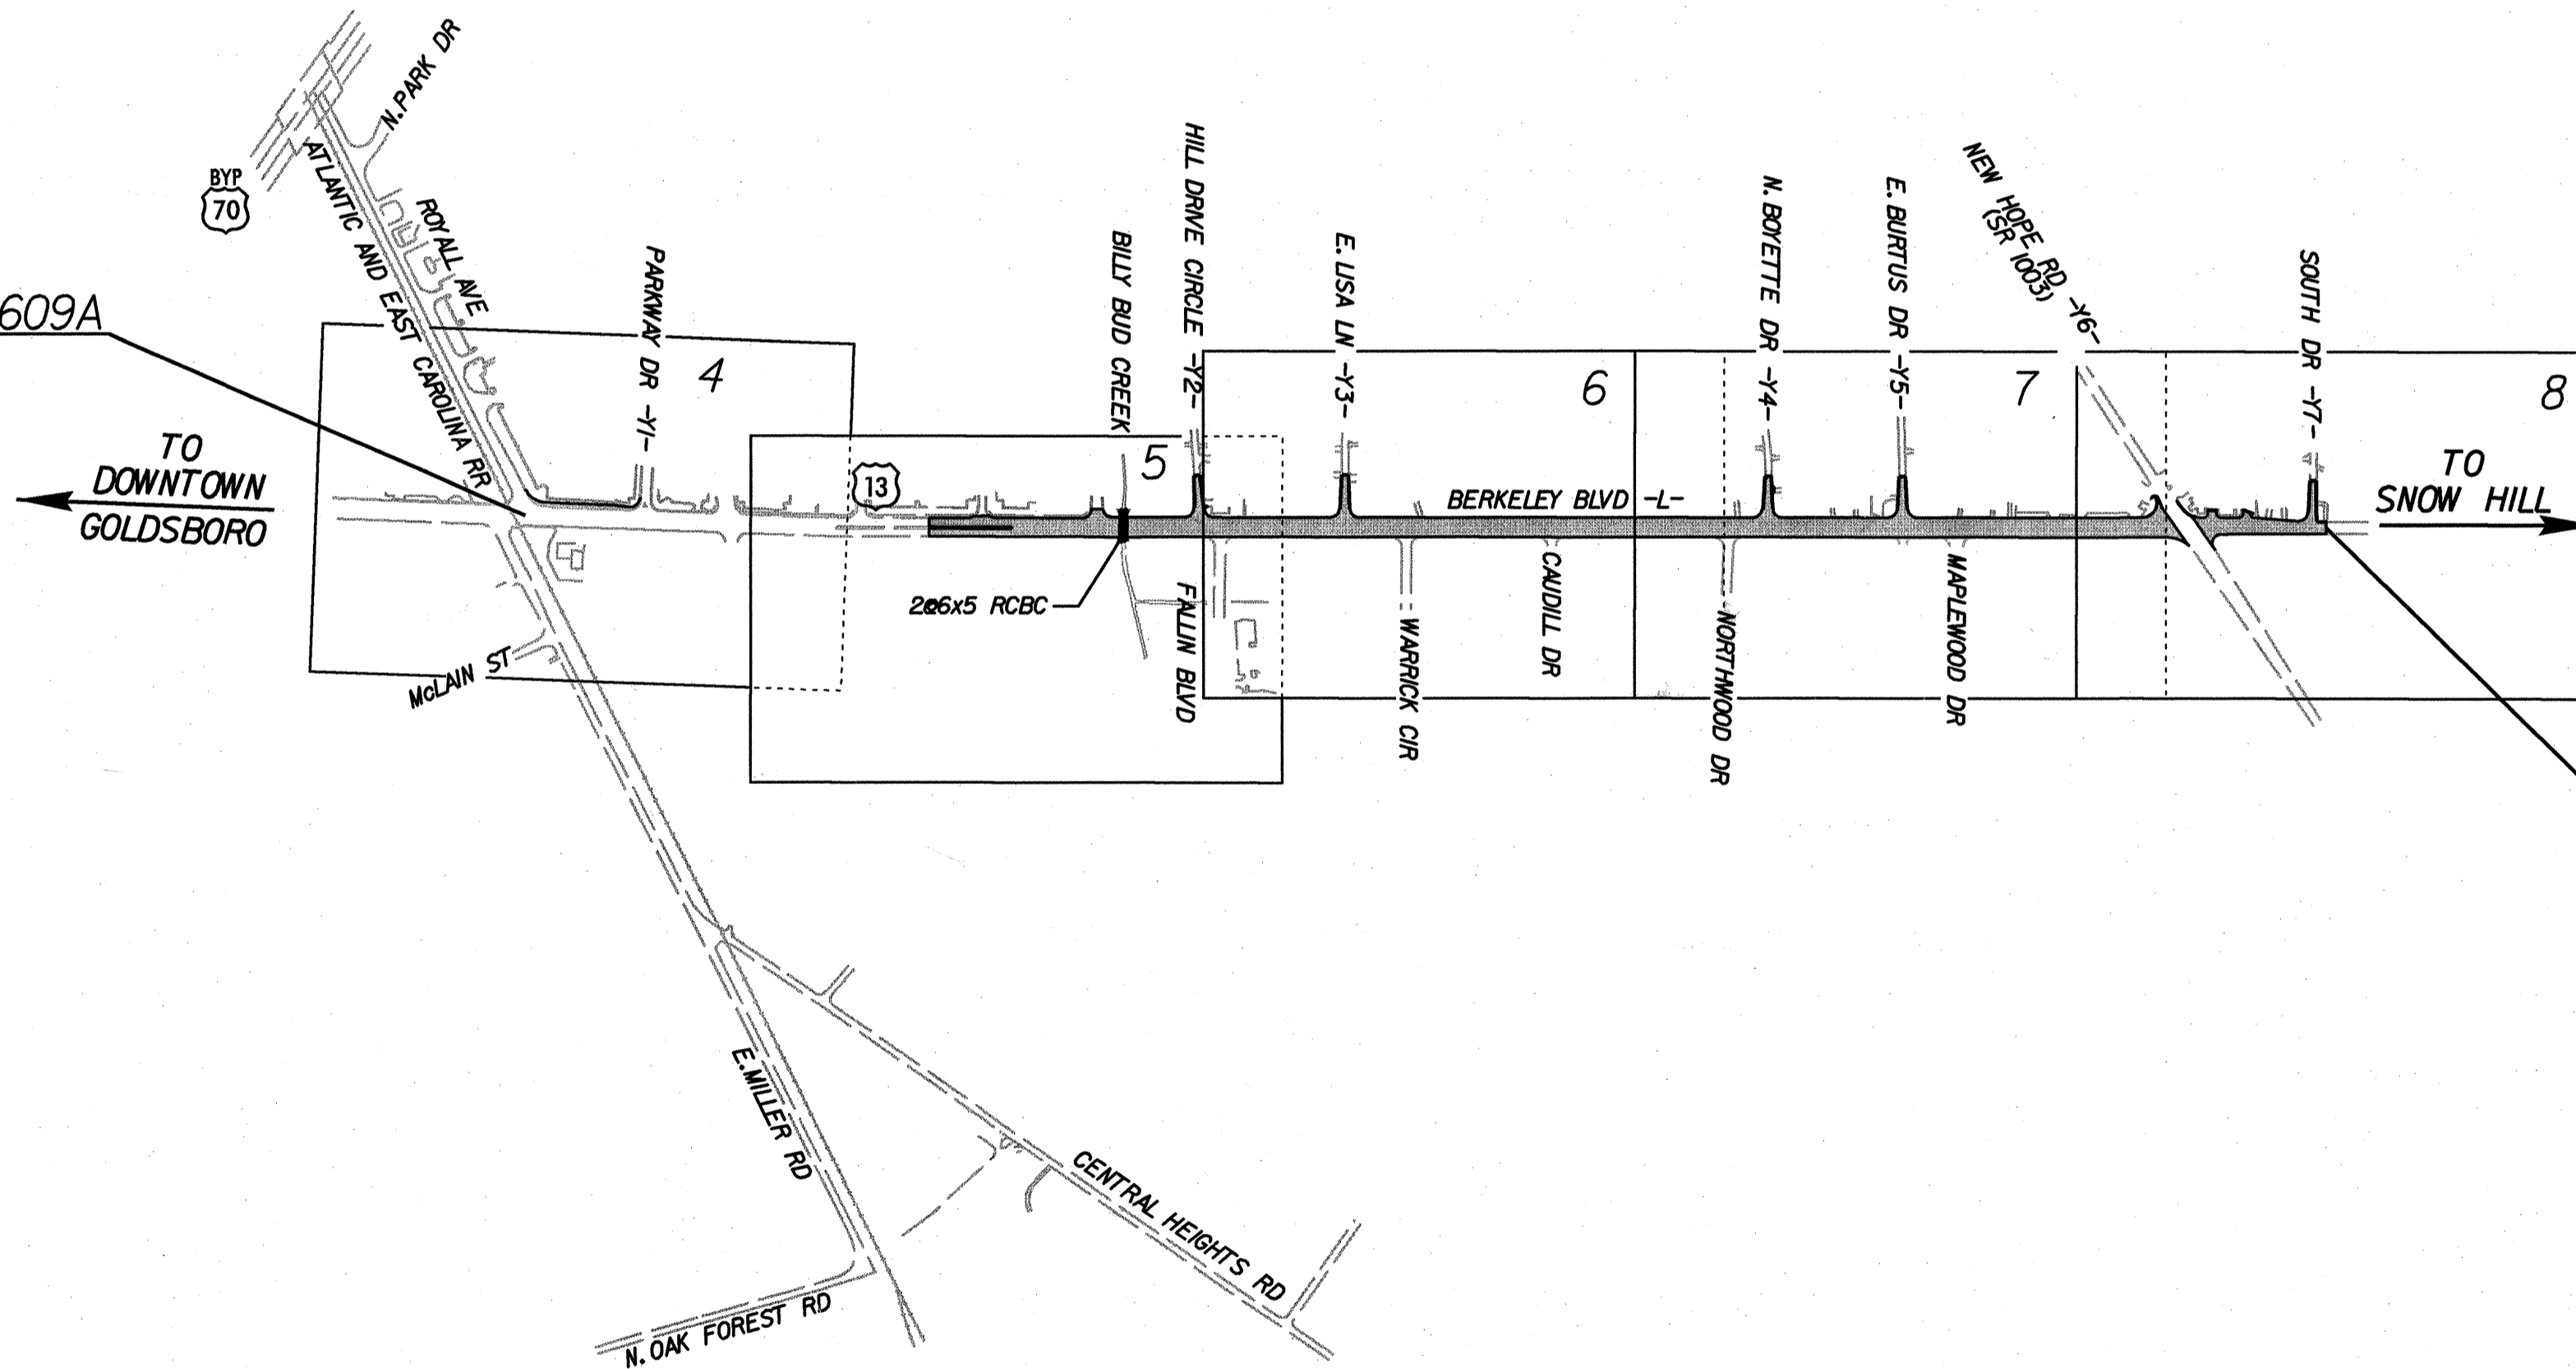 N. PARK DR
BYP
70
ATLANTIC AND EAST CAROLINA RR
ROYALL AVE
609A
PARKWAY DR -Y1-
4
TO
DOWNTOWN
GOLDSBORO
McLAIN ST
13
BILLY BUD CREEK
5
HILL DRIVE CIRCLE -Y2-
2@6x5 RCBC
FALLIN BLVD
E. LISA LN -Y3-
6
BERKELEY BLVD -L-
WARRICK CIR
CAUDILL DR
NORTHWOOD DR
N. BOYETTE DR -Y4-
E. BURTUS DR -Y5-
7
MAPLEWOOD DR
NEW HOPE RD -Y6-
(SR 1003)
SOUTH DR -Y7-
8
TO
SNOW HILL
E. MILLER RD
CENTRAL HEIGHTS RD
N. OAK FOREST RD